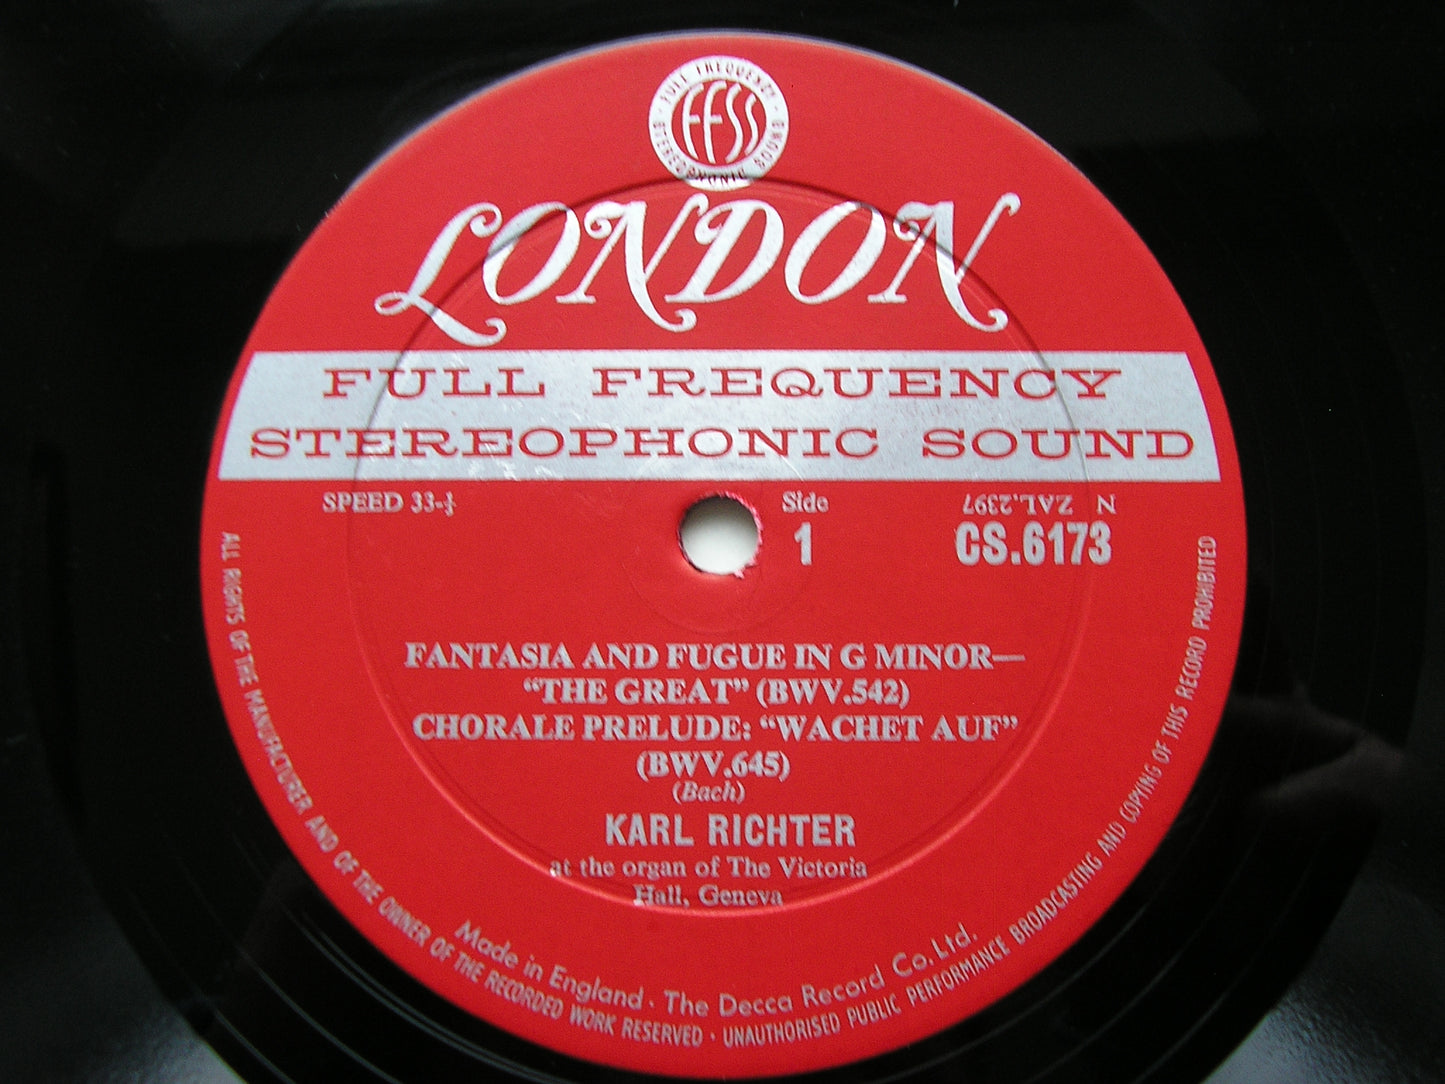 FULL FREQUENCY
STEREOPHONIC SOUND
FFSS
LONDON
FULL FREQUENCY
STEREOPHONIC SOUND
SPEED 33-⅓
Side
1
N ZAL.2397
CS.6173
FANTASIA AND FUGUE IN G MINOR—
“THE GREAT” (BWV.542)
CHORALE PRELUDE: “WACHET AUF”
(BWV.645)
(Bach)
KARL RICHTER
at the organ of The Victoria
Hall, Geneva
Made in England · The Decca Record Co. Ltd.
ALL RIGHTS OF THE MANUFACTURER AND OF THE OWNER OF THE RECORDED WORK RESERVED · UNAUTHORISED PUBLIC PERFORMANCE BROADCASTING AND COPYING OF THIS RECORD PROHIBITED